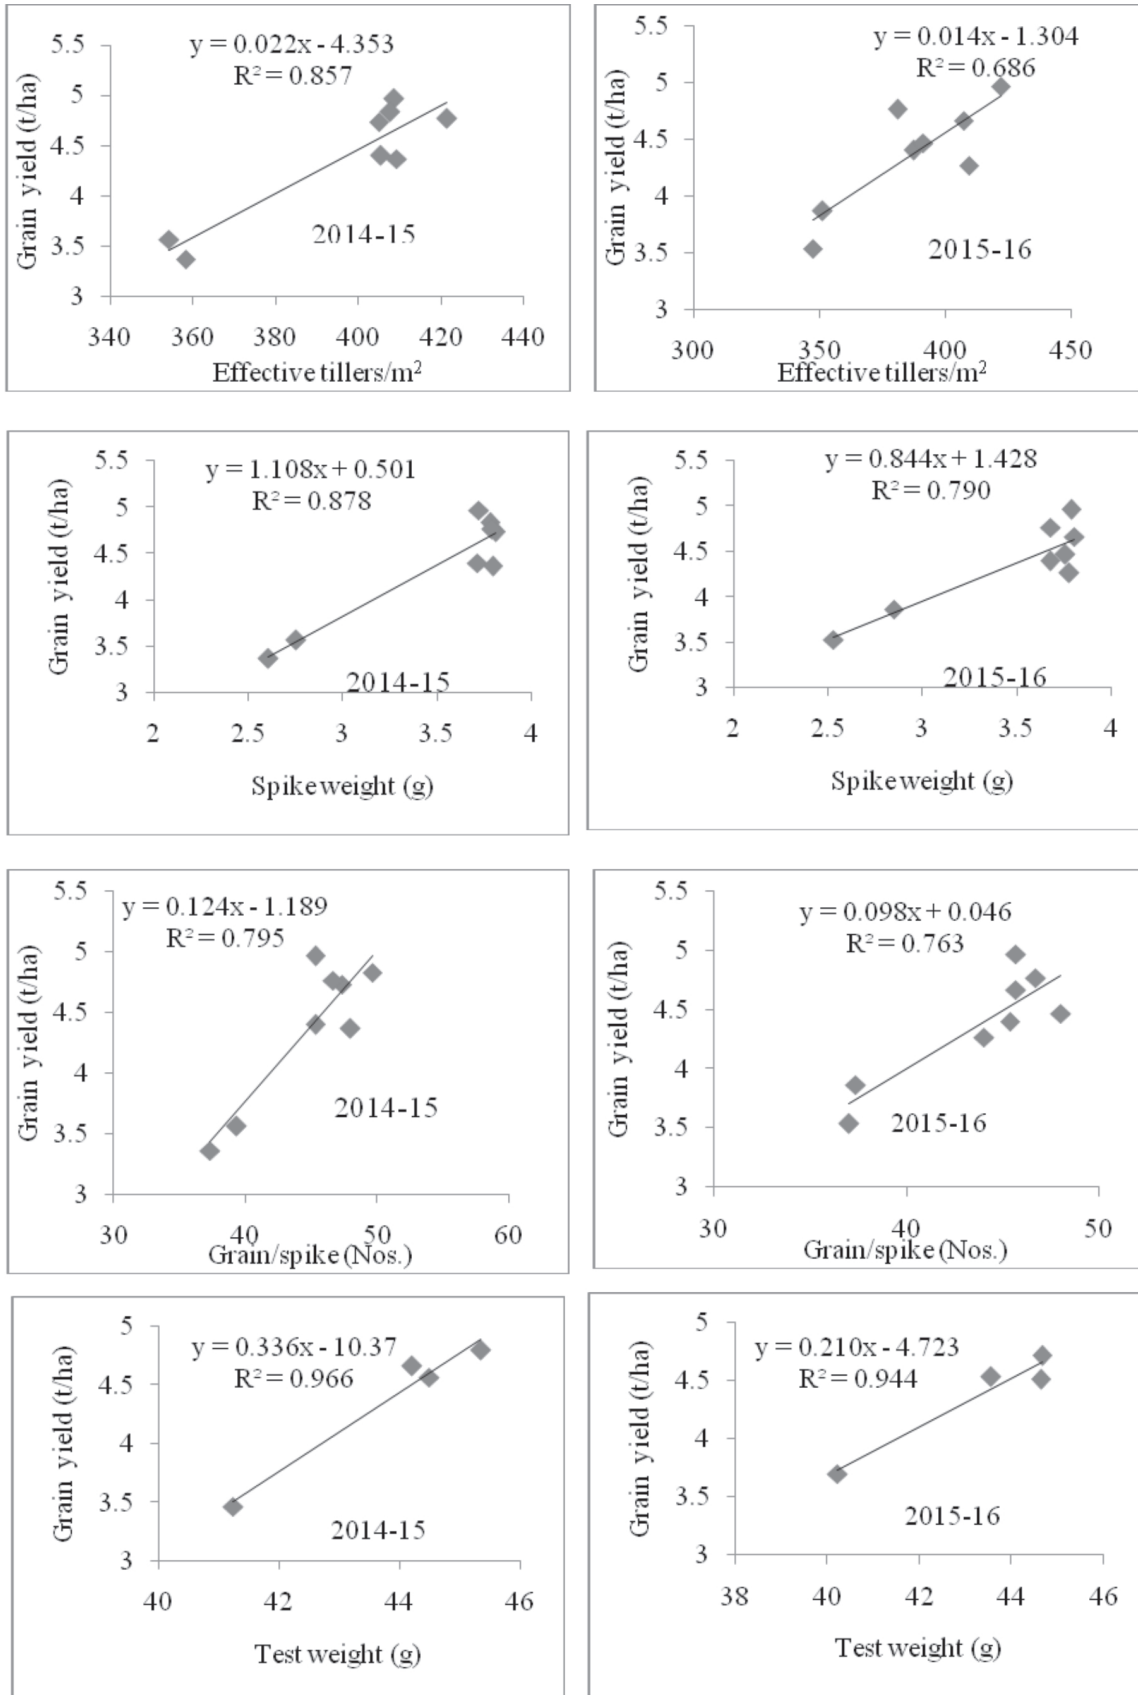 y = 0.022x - 4.353
R² = 0.857
Grain yield (t/ha)
5.5
5
4.5
4
3.5
3
2014-15
340 360 380 400 420 440
Effective tillers/m²
y = 0.014x - 1.304
R² = 0.686
Grain yield (t/ha)
5.5
5
4.5
4
3.5
3
2015-16
300 350 400 450
Effective tillers/m²
y = 1.108x + 0.501
R² = 0.878
Grain yield (t/ha)
5.5
5
4.5
4
3.5
3
2014-15
2 2.5 3 3.5 4
Spike weight (g)
y = 0.844x + 1.428
R² = 0.790
Grain yield (t/ha)
5.5
5
4.5
4
3.5
3
2015-16
2 2.5 3 3.5 4
Spike weight (g)
y = 0.124x - 1.189
R² = 0.795
Grain yield (t/ha)
5.5
5
4.5
4
3.5
3
2014-15
30 40 50 60
Grain/spike (Nos.)
y = 0.098x + 0.046
R² = 0.763
Grain yield (t/ha)
5.5
5
4.5
4
3.5
3
2015-16
30 40 50
Grain/spike (Nos.)
y = 0.336x - 10.37
R² = 0.966
Grain yield (t/ha)
5
4.5
4
3.5
3
2014-15
40 42 44 46
Test weight (g)
y = 0.210x - 4.723
R² = 0.944
Grain yield (t/ha)
5
4.5
4
3.5
3
2015-16
38 40 42 44 46
Test weight (g)